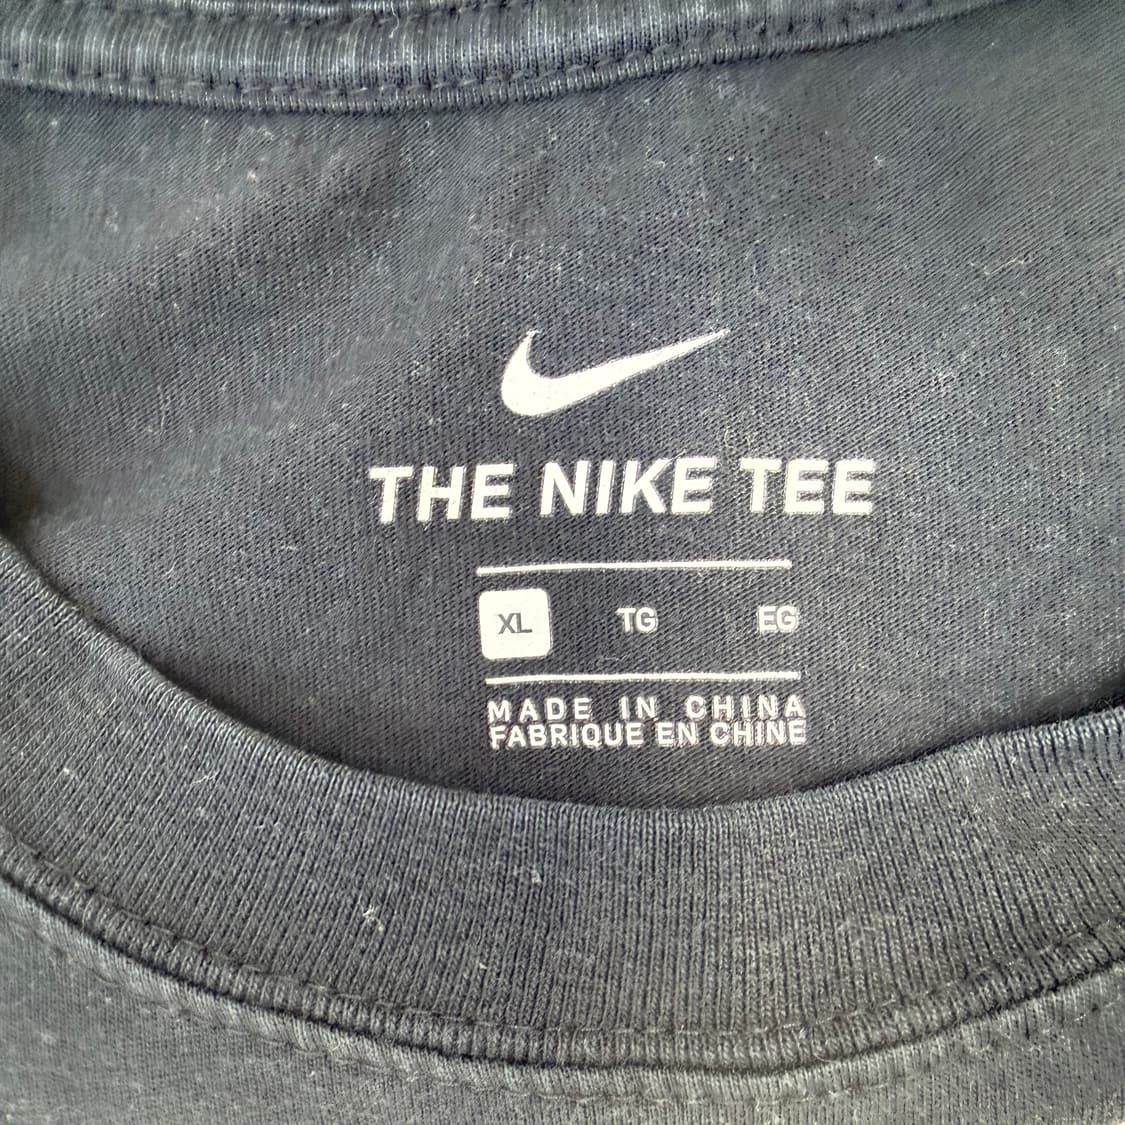 THE NIKE TEE
XL TG EG
MADE IN CHINA
FABRIQUE EN CHINE